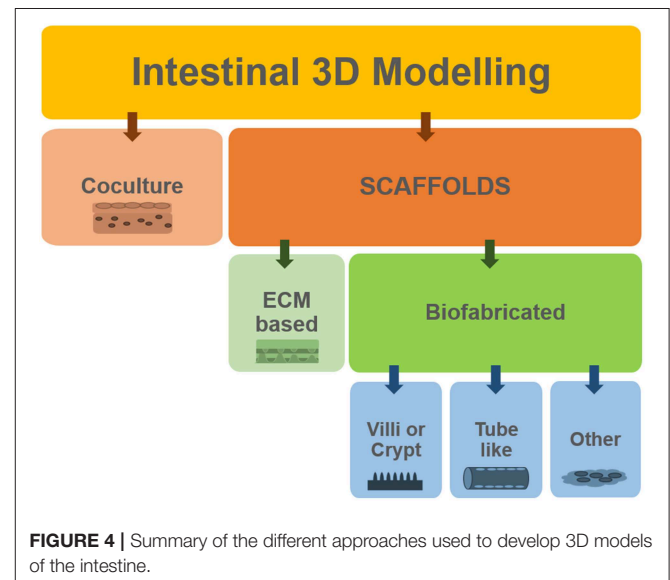 Intestinal 3D Modelling
Coculture
SCAFFOLDS
ECM
based
Biofabricated
Villi or
Crypt
Tube
like
Other
FIGURE 4 | Summary of the different approaches used to develop 3D models
of the intestine.